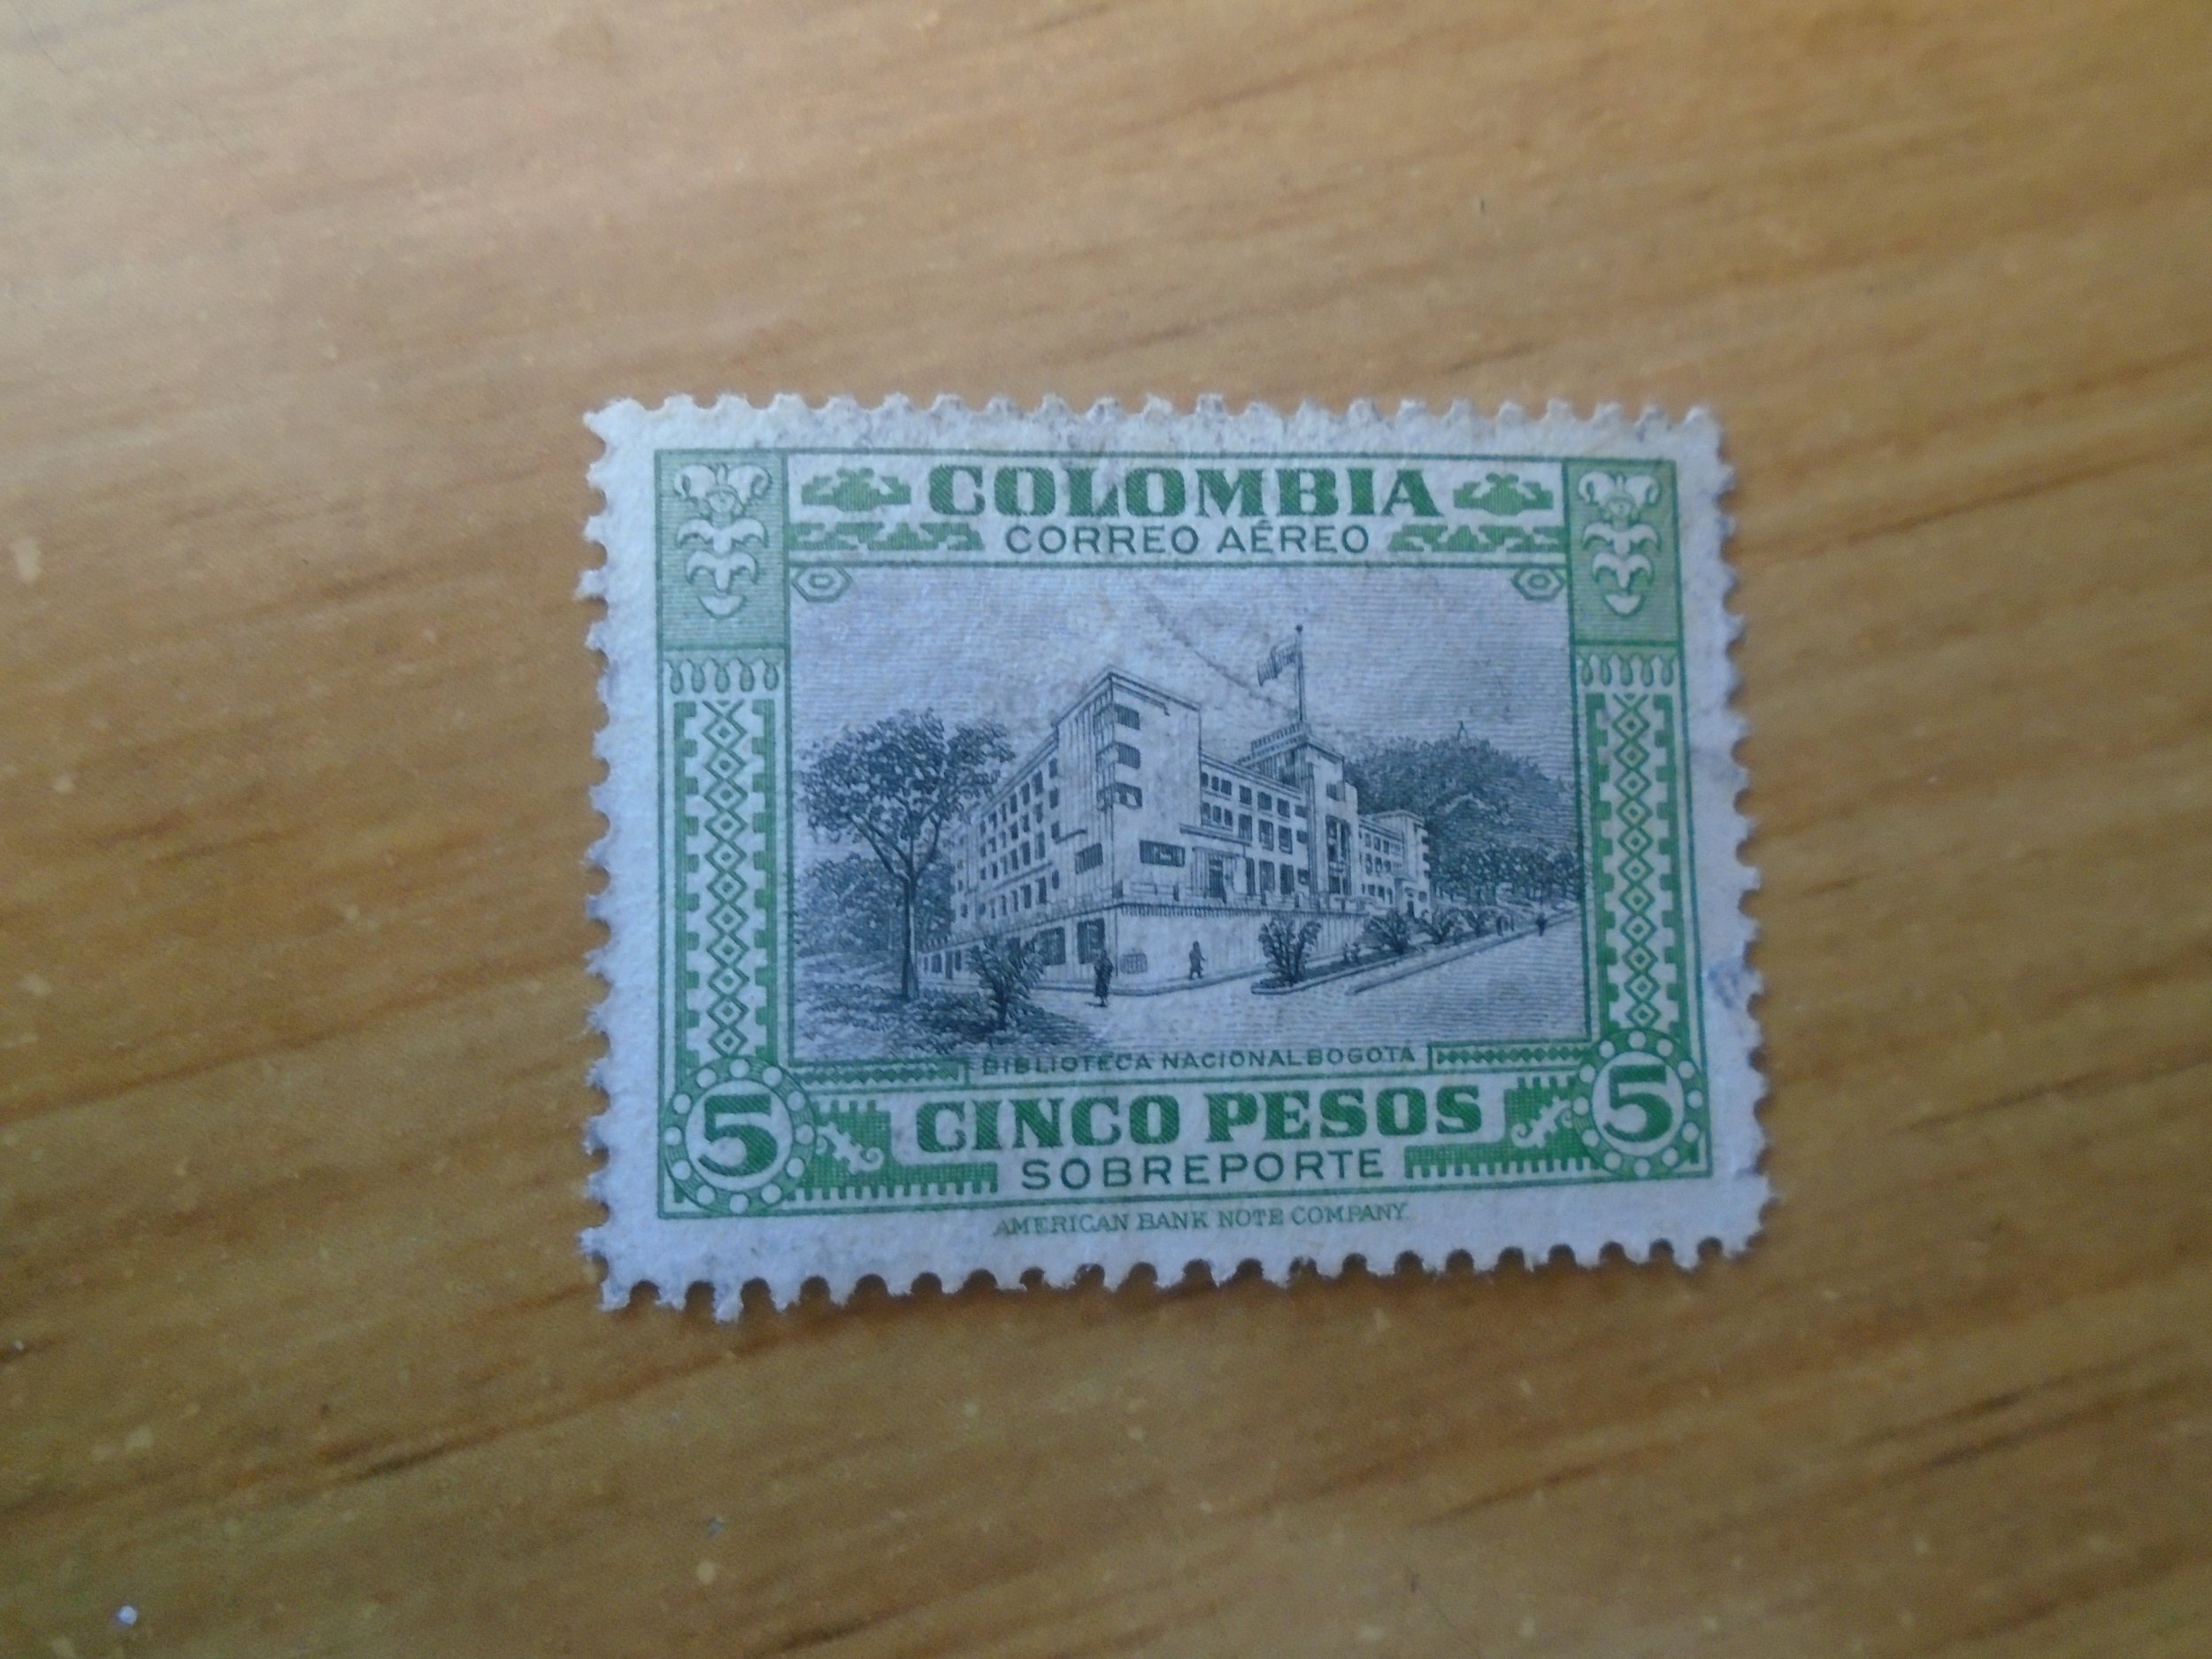 COLOMBIA
CORREO AÉREO
BIBLIOTECA NACIONAL BOGOTA
5 CINCO PESOS 5
SOBREPORTE
AMERICAN BANK NOTE COMPANY